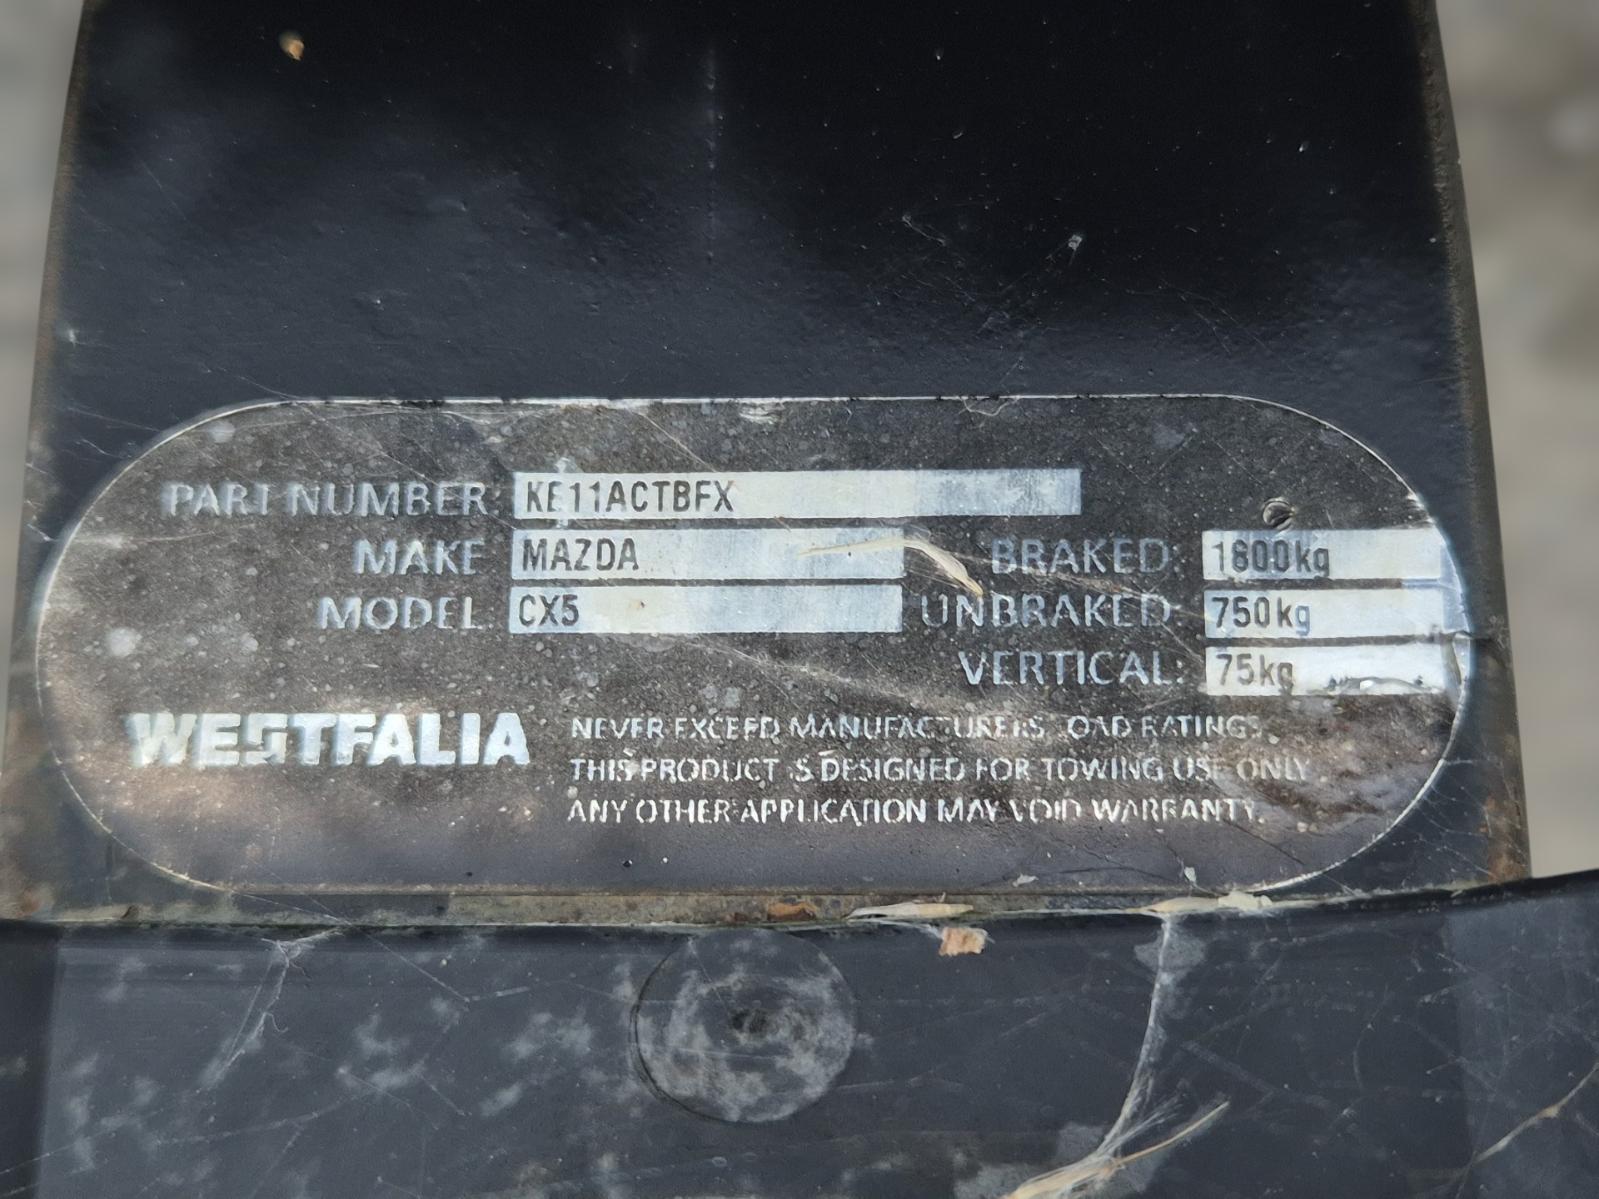 PART NUMBER: KE11ACTBFX
MAKE MAZDA
BRAKED: 1800kg
MODEL CX5
UNBRAKED: 750kg
VERTICAL: 75kg
WESTFALIA
NEVER EXCEED MANUFACTURERS LOAD RATINGS.
THIS PRODUCT IS DESIGNED FOR TOWING USE ONLY.
ANY OTHER APPLICATION MAY VOID WARRANTY.